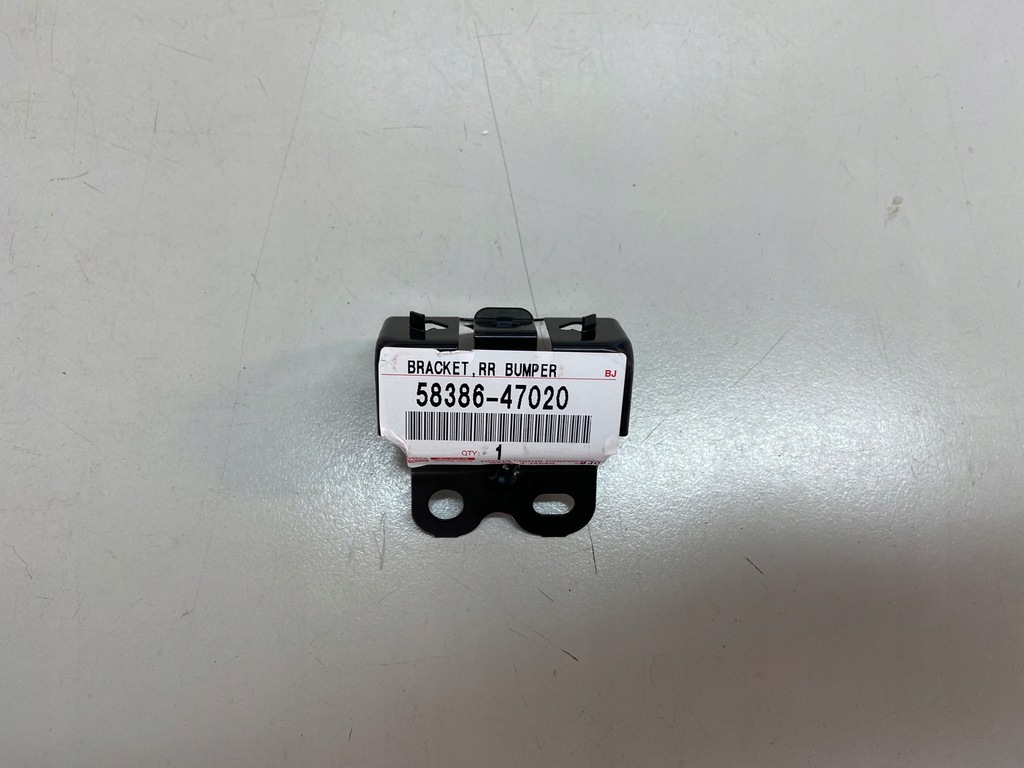 BRACKET,RR BUMPER
BJ
58386-47020
QTY: 1